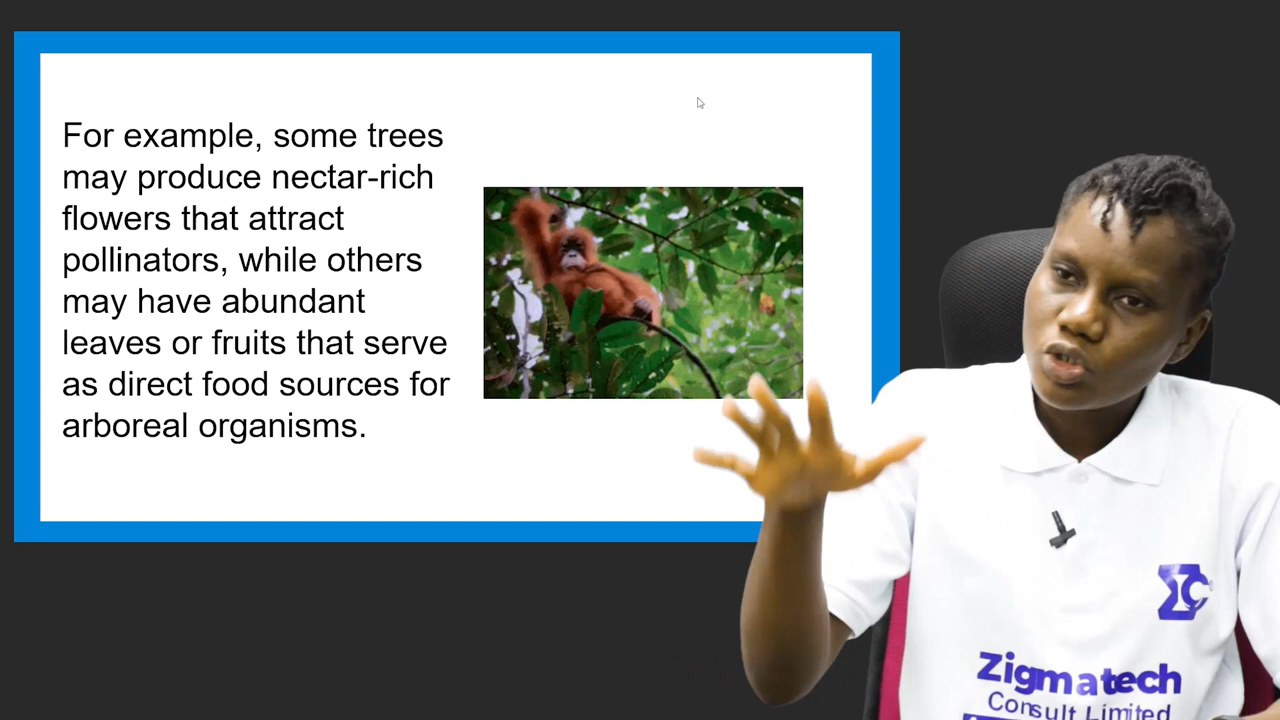 For example, some trees
may produce nectar-rich
flowers that attract
pollinators, while others
may have abundant
leaves or fruits that serve
as direct food sources for
arboreal organisms.
ΣC
Zigmatech
Consult Limited